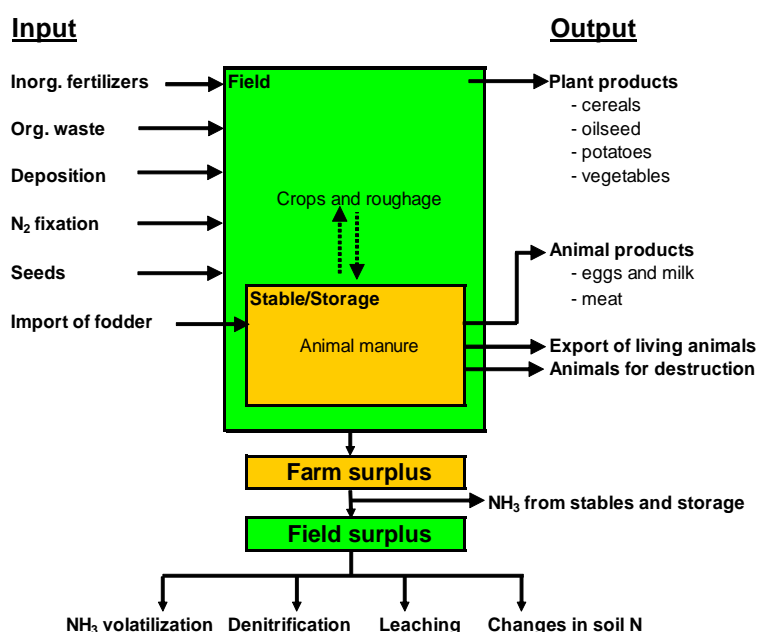 Input
Output
Inorg. fertilizers
Field
Plant products
- cereals
- oilseed
- potatoes
- vegetables
Org. waste
Deposition
N₂ fixation
Seeds
Import of fodder
Crops and roughage
Stable/Storage
Animal manure
Animal products
- eggs and milk
- meat
Export of living animals
Animals for destruction
Farm surplus
NH₃ from stables and storage
Field surplus
NH₃ volatilization
Denitrification
Leaching
Changes in soil N